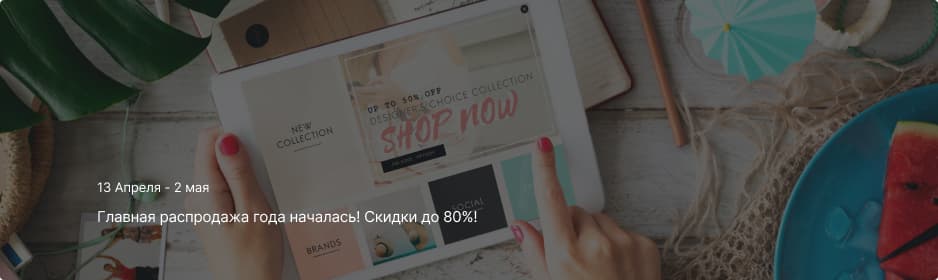 UP TO 50% OFF
DESIGNER'S CHOICE COLLECTION
SHOP NOW
NEW
COLLECTION
13 Апреля - 2 мая
Главная распродажа года началась! Скидки до 80%!
SOCIAL
BRANDS